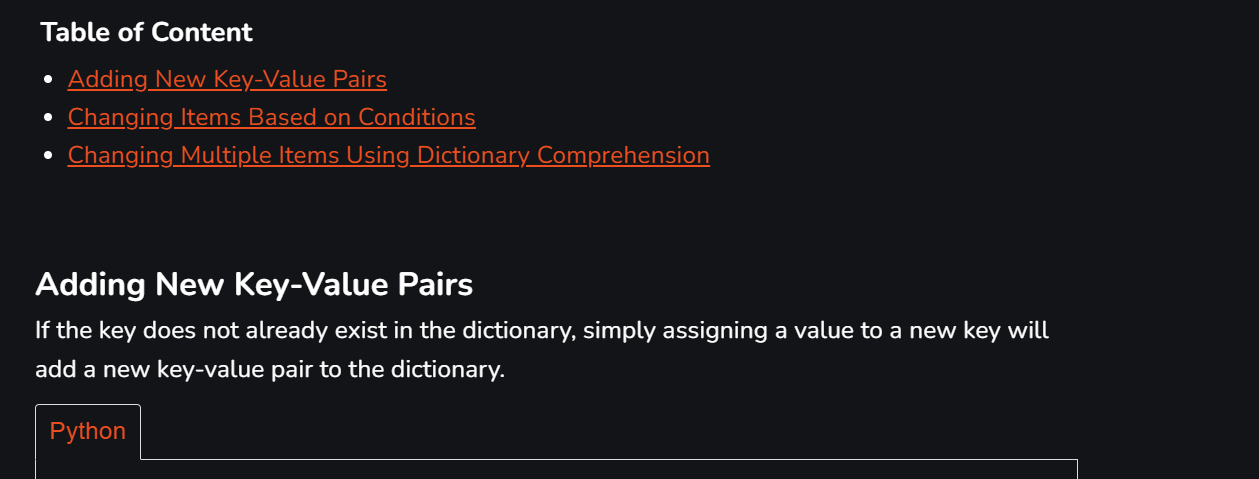 Table of Content
Adding New Key-Value Pairs
Changing Items Based on Conditions
Changing Multiple Items Using Dictionary Comprehension
Adding New Key-Value Pairs
If the key does not already exist in the dictionary, simply assigning a value to a new key will
add a new key-value pair to the dictionary.
Python